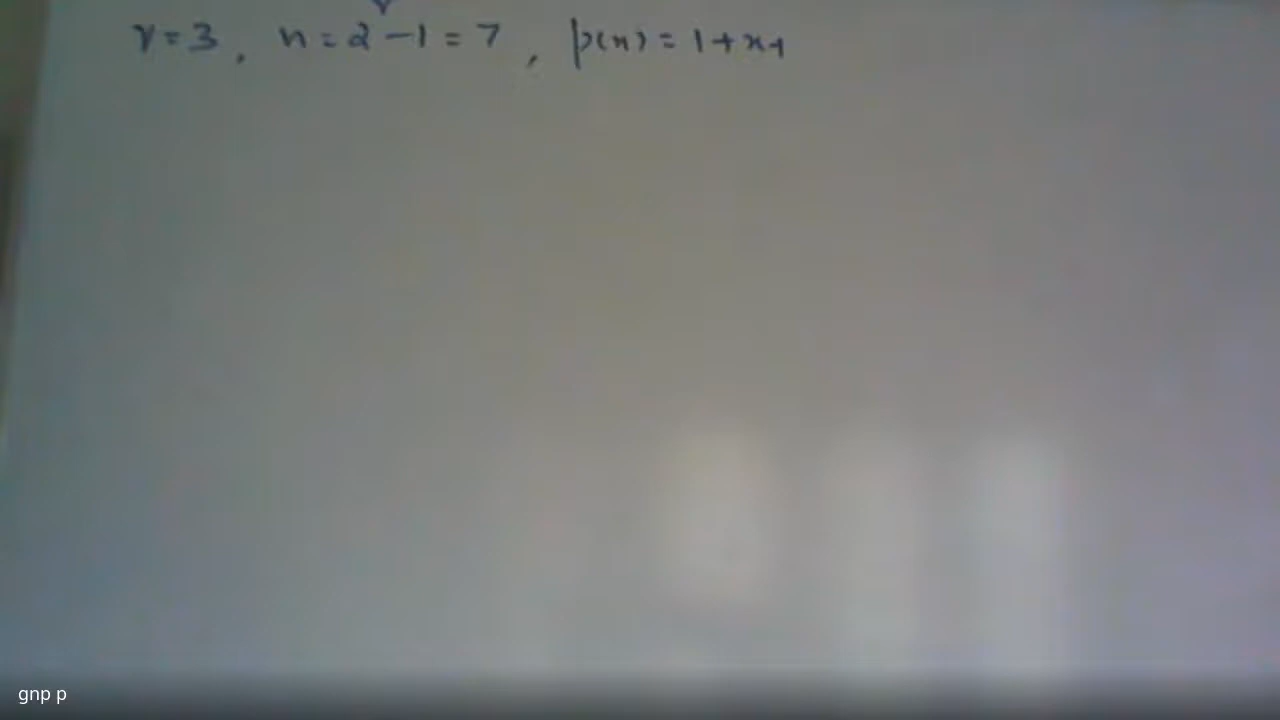 r = 3, n = 2^r - 1 = 7, p(x) = 1 + x +
gnp p